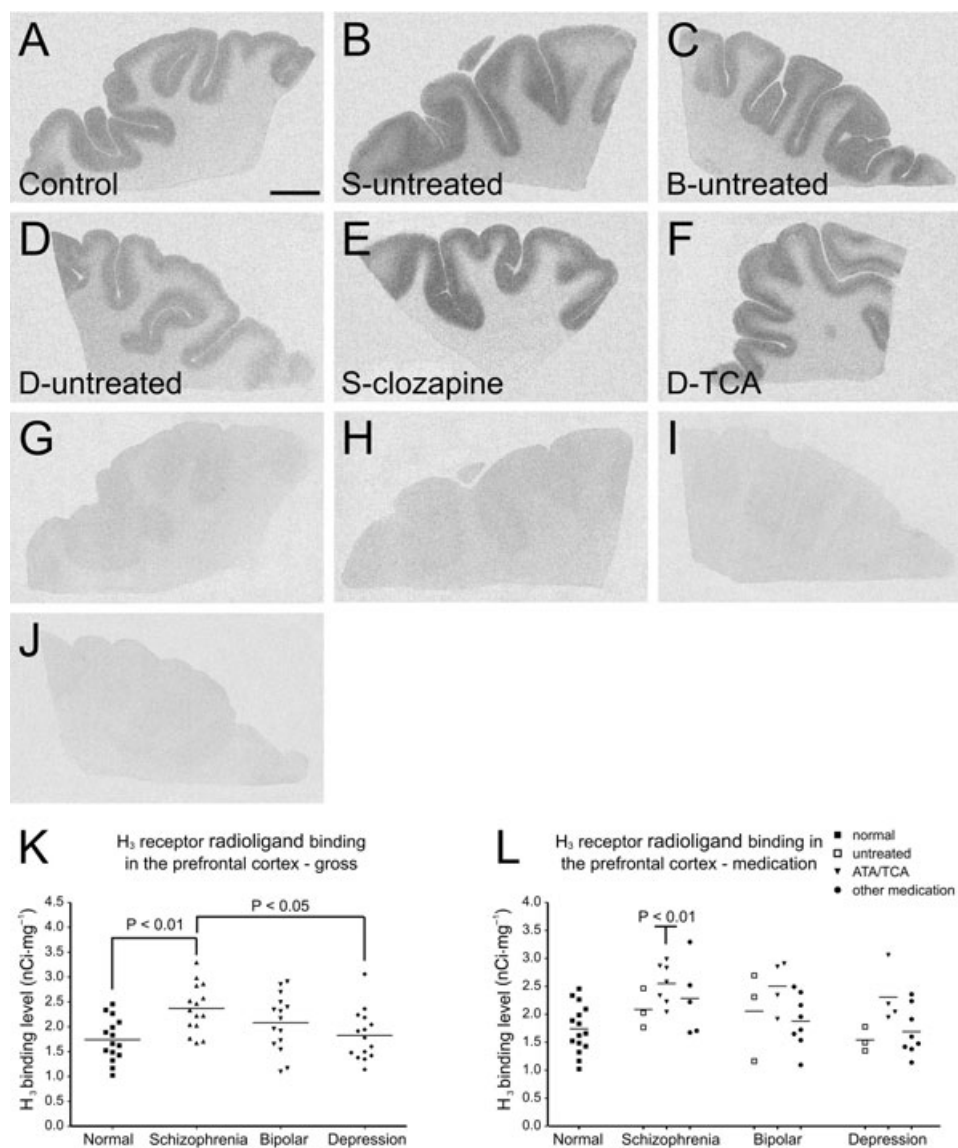 A
Control
B
S-untreated
C
B-untreated
D
D-untreated
E
S-clozapine
F
D-TCA
G
H
I
J
K
H₃ receptor radioligand binding
in the prefrontal cortex - gross
H₃ binding level (nCi·mg⁻¹)
4.5
4.0
3.5
3.0
2.5
2.0
1.5
1.0
0.5
0.0
P < 0.01
P < 0.05
Normal Schizophrenia Bipolar Depression
L
H₃ receptor radioligand binding in
the prefrontal cortex - medication
normal
untreated
ATA/TCA
other medication
H₃ binding level (nCi·mg⁻¹)
4.0
3.5
3.0
2.5
2.0
1.5
1.0
0.5
0.0
P < 0.01
Normal Schizophrenia Bipolar Depression